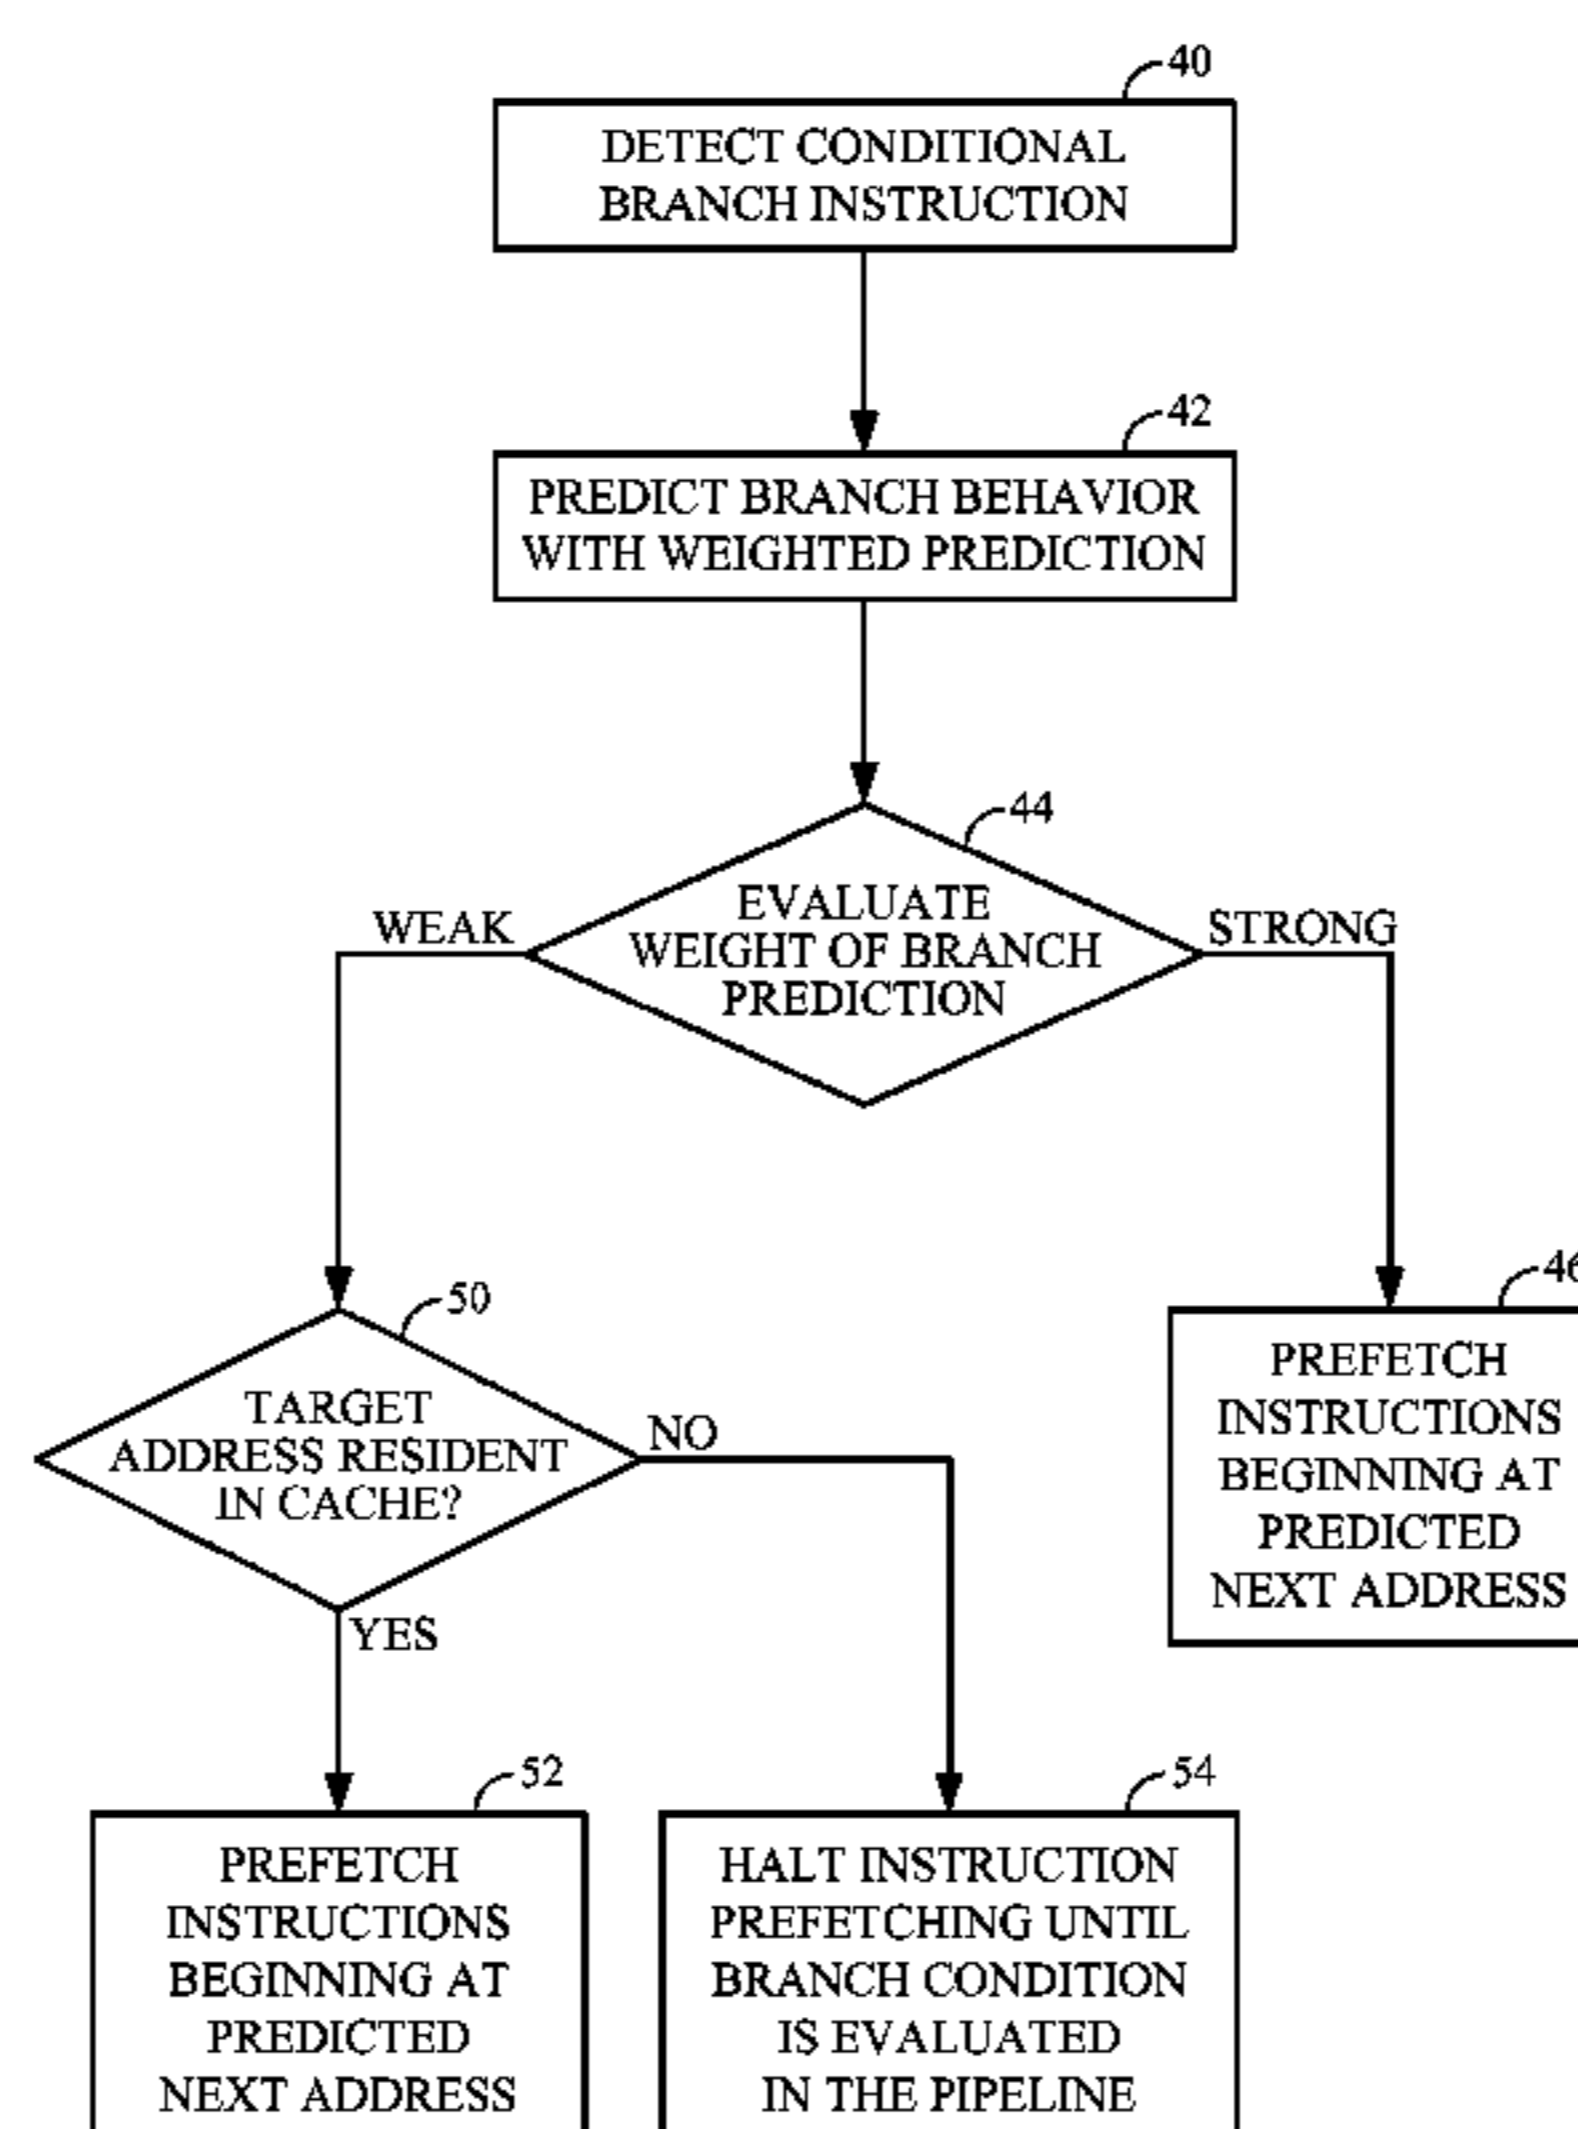 40
DETECT CONDITIONAL
BRANCH INSTRUCTION
42
PREDICT BRANCH BEHAVIOR
WITH WEIGHTED PREDICTION
44
EVALUATE
WEIGHT OF BRANCH
PREDICTION
WEAK
STRONG
50
TARGET
ADDRESS RESIDENT
IN CACHE?
NO
YES
46
PREFETCH
INSTRUCTIONS
BEGINNING AT
PREDICTED
NEXT ADDRESS
52
PREFETCH
INSTRUCTIONS
BEGINNING AT
PREDICTED
NEXT ADDRESS
54
HALT INSTRUCTION
PREFETCHING UNTIL
BRANCH CONDITION
IS EVALUATED
IN THE PIPELINE